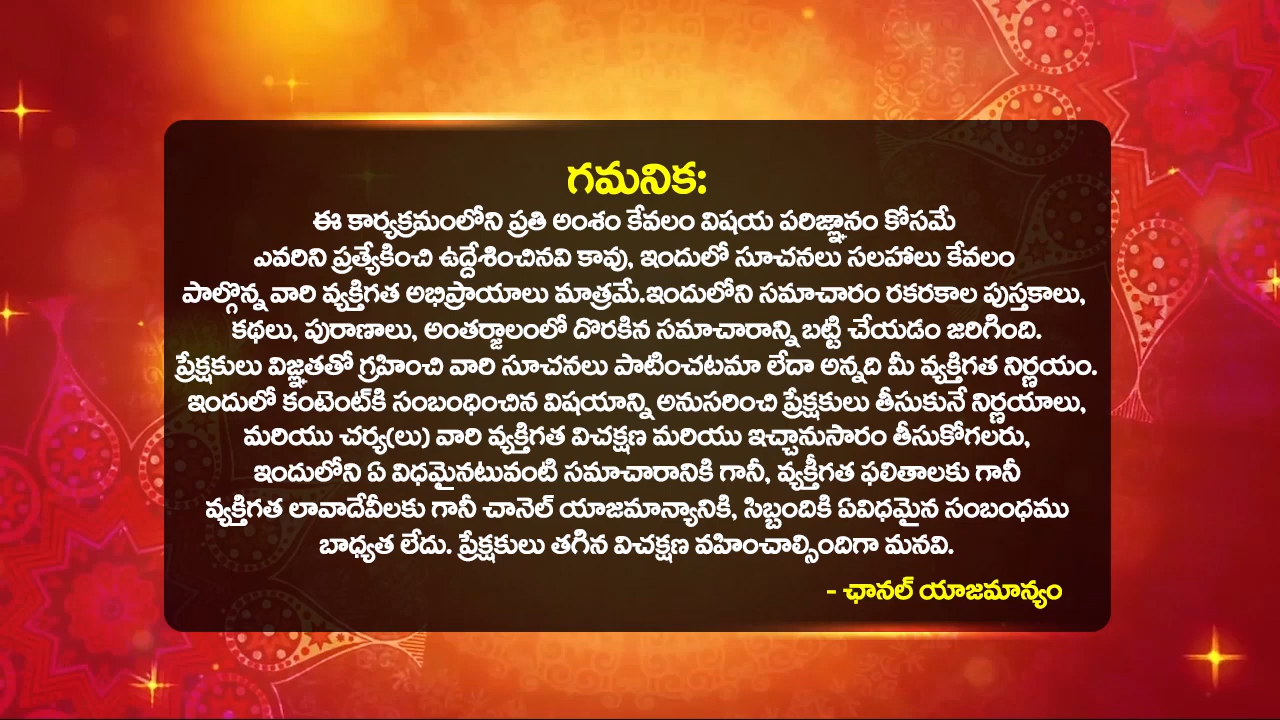 గమనిక:
ఈ కార్యక్రమంలోని ప్రతి అంశం కేవలం విషయ పరిజ్ఞానం కోసమే
ఎవరిని ప్రత్యేకించి ఉద్దేశించినవి కావు, ఇందులో సూచనలు సలహాలు కేవలం
పాల్గొన్న వారి వ్యక్తిగత అభిప్రాయాలు మాత్రమే.ఇందులోని సమాచారం రకరకాల పుస్తకాలు,
కథలు, పురాణాలు, అంతర్జాలంలో దొరకిన సమాచారాన్ని బట్టి చేయడం జరిగింది.
ప్రేక్షకులు విజ్ఞతతో గ్రహించి వారి సూచనలు పాటించటమా లేదా అన్నది మీ వ్యక్తిగత నిర్ణయం.
ఇందులో కంటెంట్‌కి సంబంధించిన విషయాన్ని అనుసరించి ప్రేక్షకులు తీసుకునే నిర్ణయాలు,
మరియు చర్య(లు) వారి వ్యక్తిగత విచక్షణ మరియు ఇచ్ఛానుసారం తీసుకోగలరు,
ఇందులోని ఏ విధమైనటువంటి సమాచారానికి గానీ, వ్యక్తీగత ఫలితాలకు గానీ
వ్యక్తిగత లావాదేవీలకు గానీ చానెల్ యాజమాన్యానికి, సిబ్బందికి ఏవిధమైన సంబంధము
బాధ్యత లేదు. ప్రేక్షకులు తగిన విచక్షణ వహించాల్సిందిగా మనవి.
- ఛానల్ యాజమాన్యం